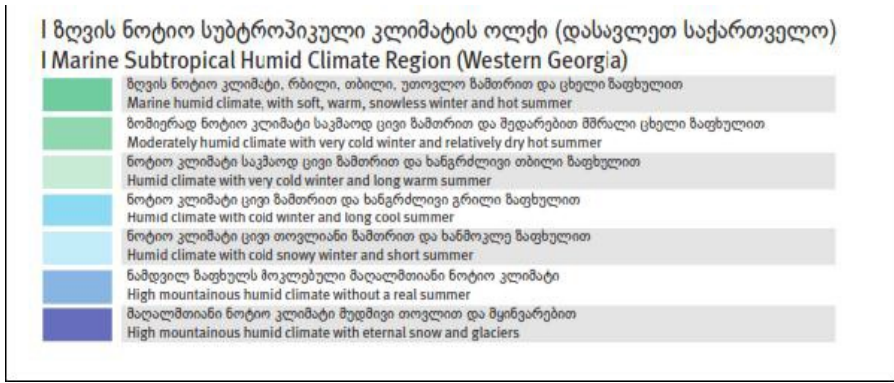 I ზღვის ნოტიო სუბტროპიკული კლიმატის ოლქი (დასავლეთ საქართველო)
I Marine Subtropical Humid Climate Region (Western Georgia)
ზღვის ნოტიო კლიმატი, რბილი, თბილი, უთოვლო ზამთრით და ცხელი ზაფხულით
Marine humid climate, with soft, warm, snowless winter and hot summer
ზომიერად ნოტიო კლიმატი საკმაოდ ცივი ზამთრით და შედარებით მშრალი ცხელი ზაფხულით
Moderately humid climate with very cold winter and relatively dry hot summer
ნოტიო კლიმატი საკმაოდ ცივი ზამთრით და ხანგრძლივი თბილი ზაფხულით
Humid climate with very cold winter and long warm summer
ნოტიო კლიმატი ცივი ზამთრით და ხანგრძლივი გრილი ზაფხულით
Humid climate with cold winter and long cool summer
ნოტიო კლიმატი ცივი თოვლიანი ზამთრით და ხანმოკლე ზაფხულით
Humid climate with cold snowy winter and short summer
ნამდვილ ზაფხულს მოკლებული მაღალმთიანი ნოტიო კლიმატი
High mountainous humid climate without a real summer
მაღალმთიანი ნოტიო კლიმატი მუდმივი თოვლით და მყინვარებით
High mountainous humid climate with eternal snow and glaciers